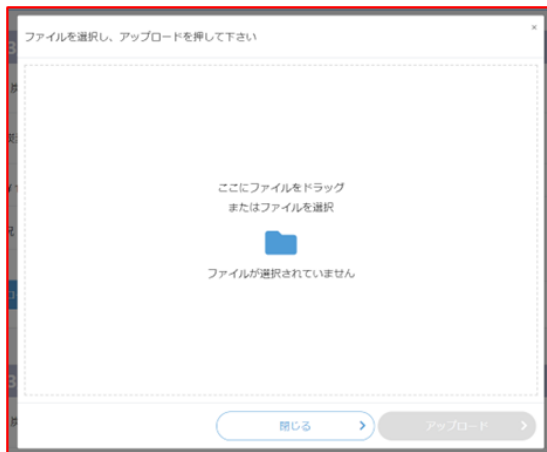 ファイルを選択し、アップロードを押して下さい
×
ここにファイルをドラッグ
またはファイルを選択
ファイルが選択されていません
閉じる
アップロード